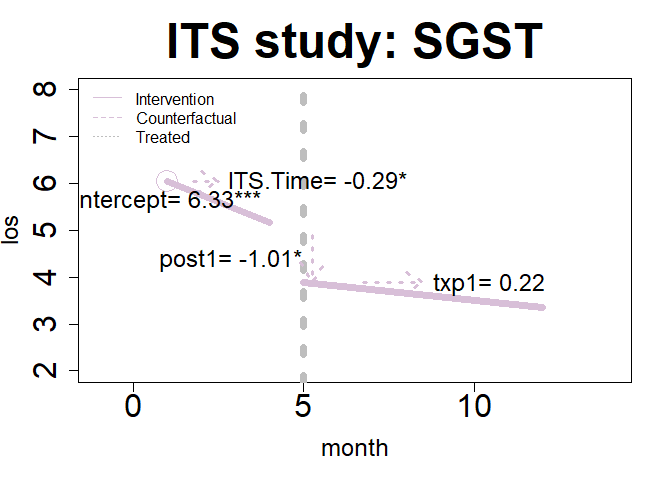 ITS study: SGST
Intervention
Counterfactual
Treated
ITS.Time= -0.29*
ntercept= 6.33***
post1= -1.01*
txp1= 0.22
los
8
7
6
5
4
3
2
0
5
10
month